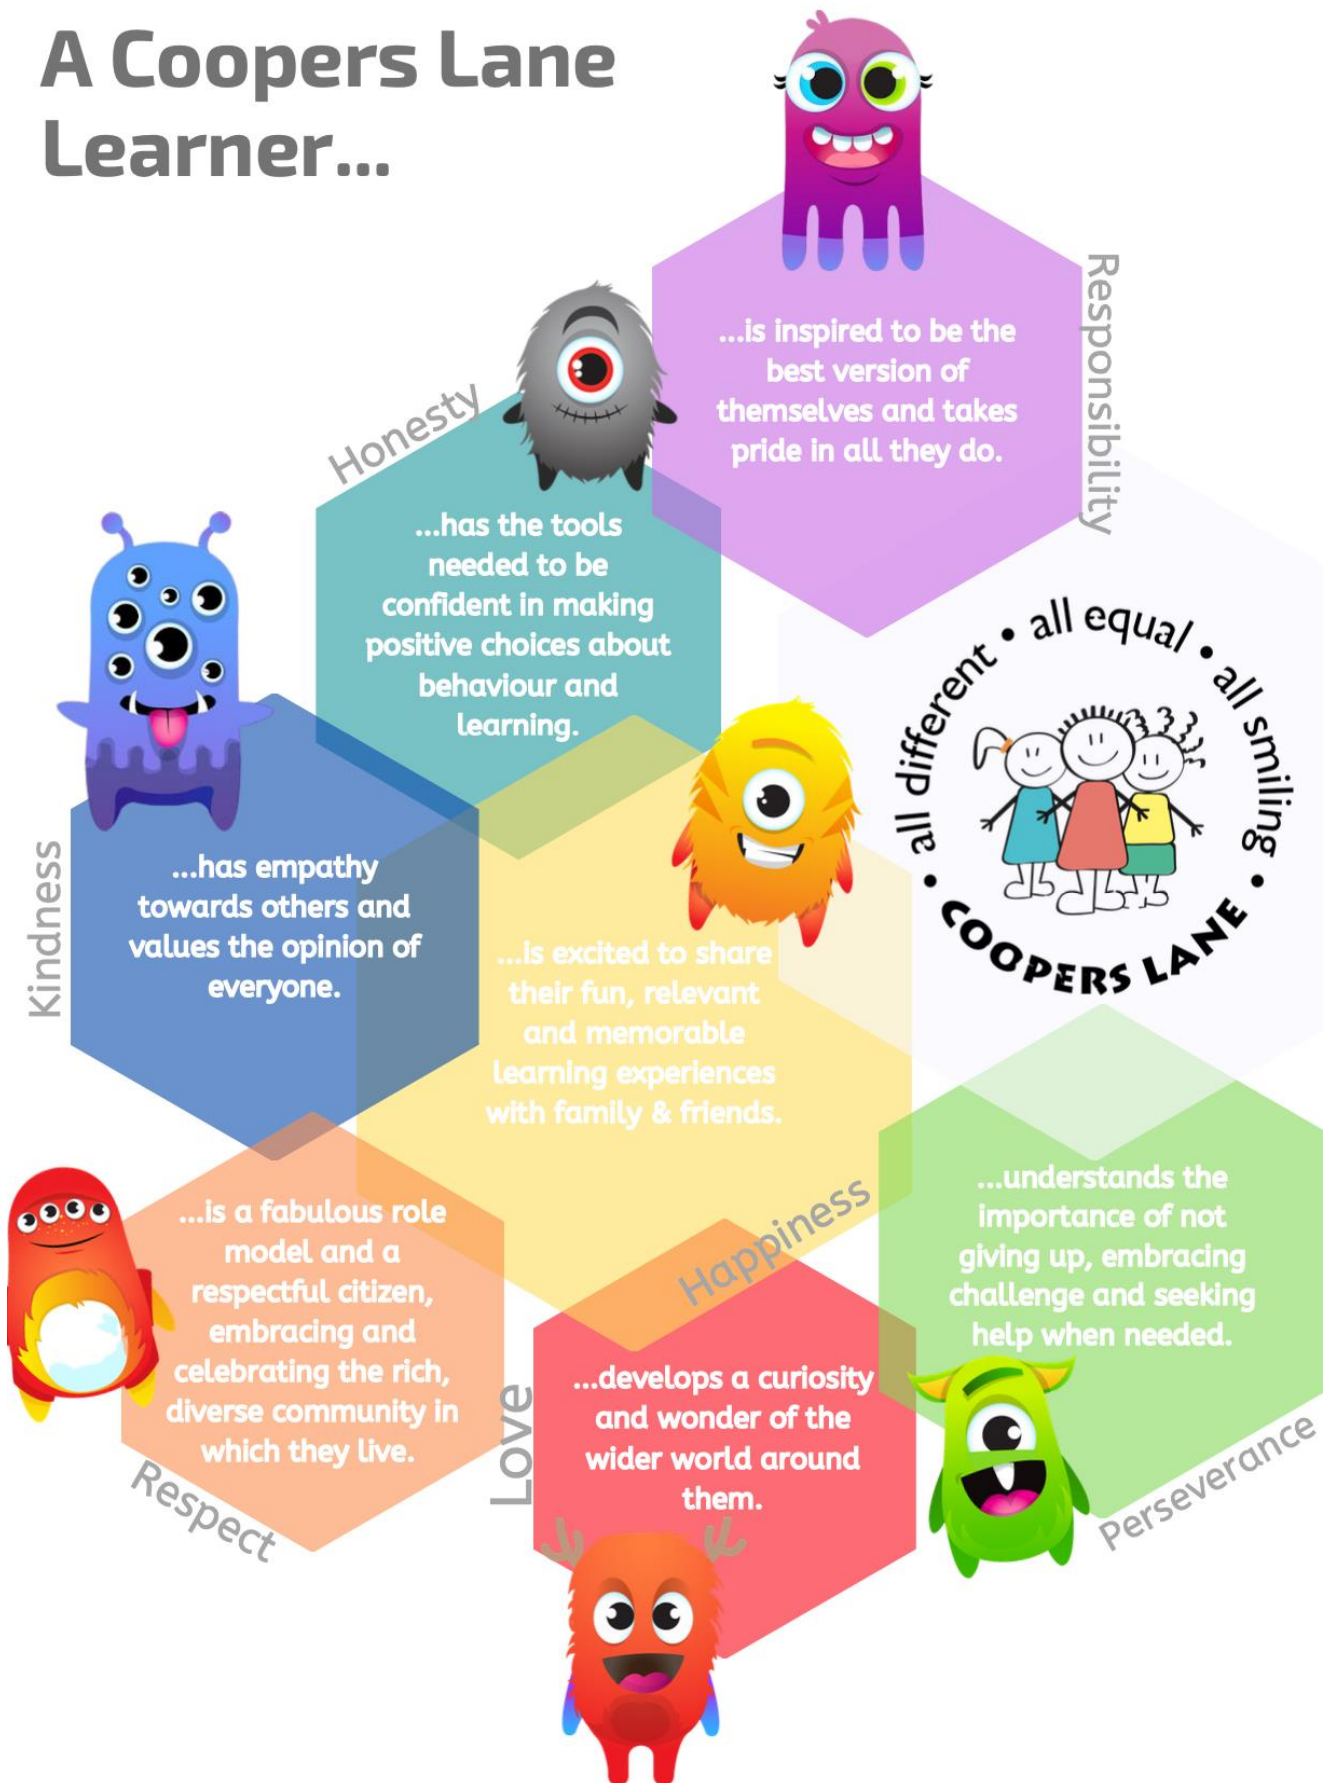 A Coopers Lane
Learner...
Responsibility
...is inspired to be the
best version of
themselves and takes
pride in all they do.
Honesty
...has the tools
needed to be
confident in making
positive choices about
behaviour and
learning.
• all different • all equal • all smiling •
COOPERS LANE
Kindness
...has empathy
towards others and
values the opinion of
everyone.
...is excited to share
their fun, relevant
and memorable
learning experiences
with family & friends.
Happiness
...understands the
importance of not
giving up, embracing
challenge and seeking
help when needed.
Perseverance
...is a fabulous role
model and a
respectful citizen,
embracing and
celebrating the rich,
diverse community in
which they live.
Respect
Love
...develops a curiosity
and wonder of the
wider world around
them.